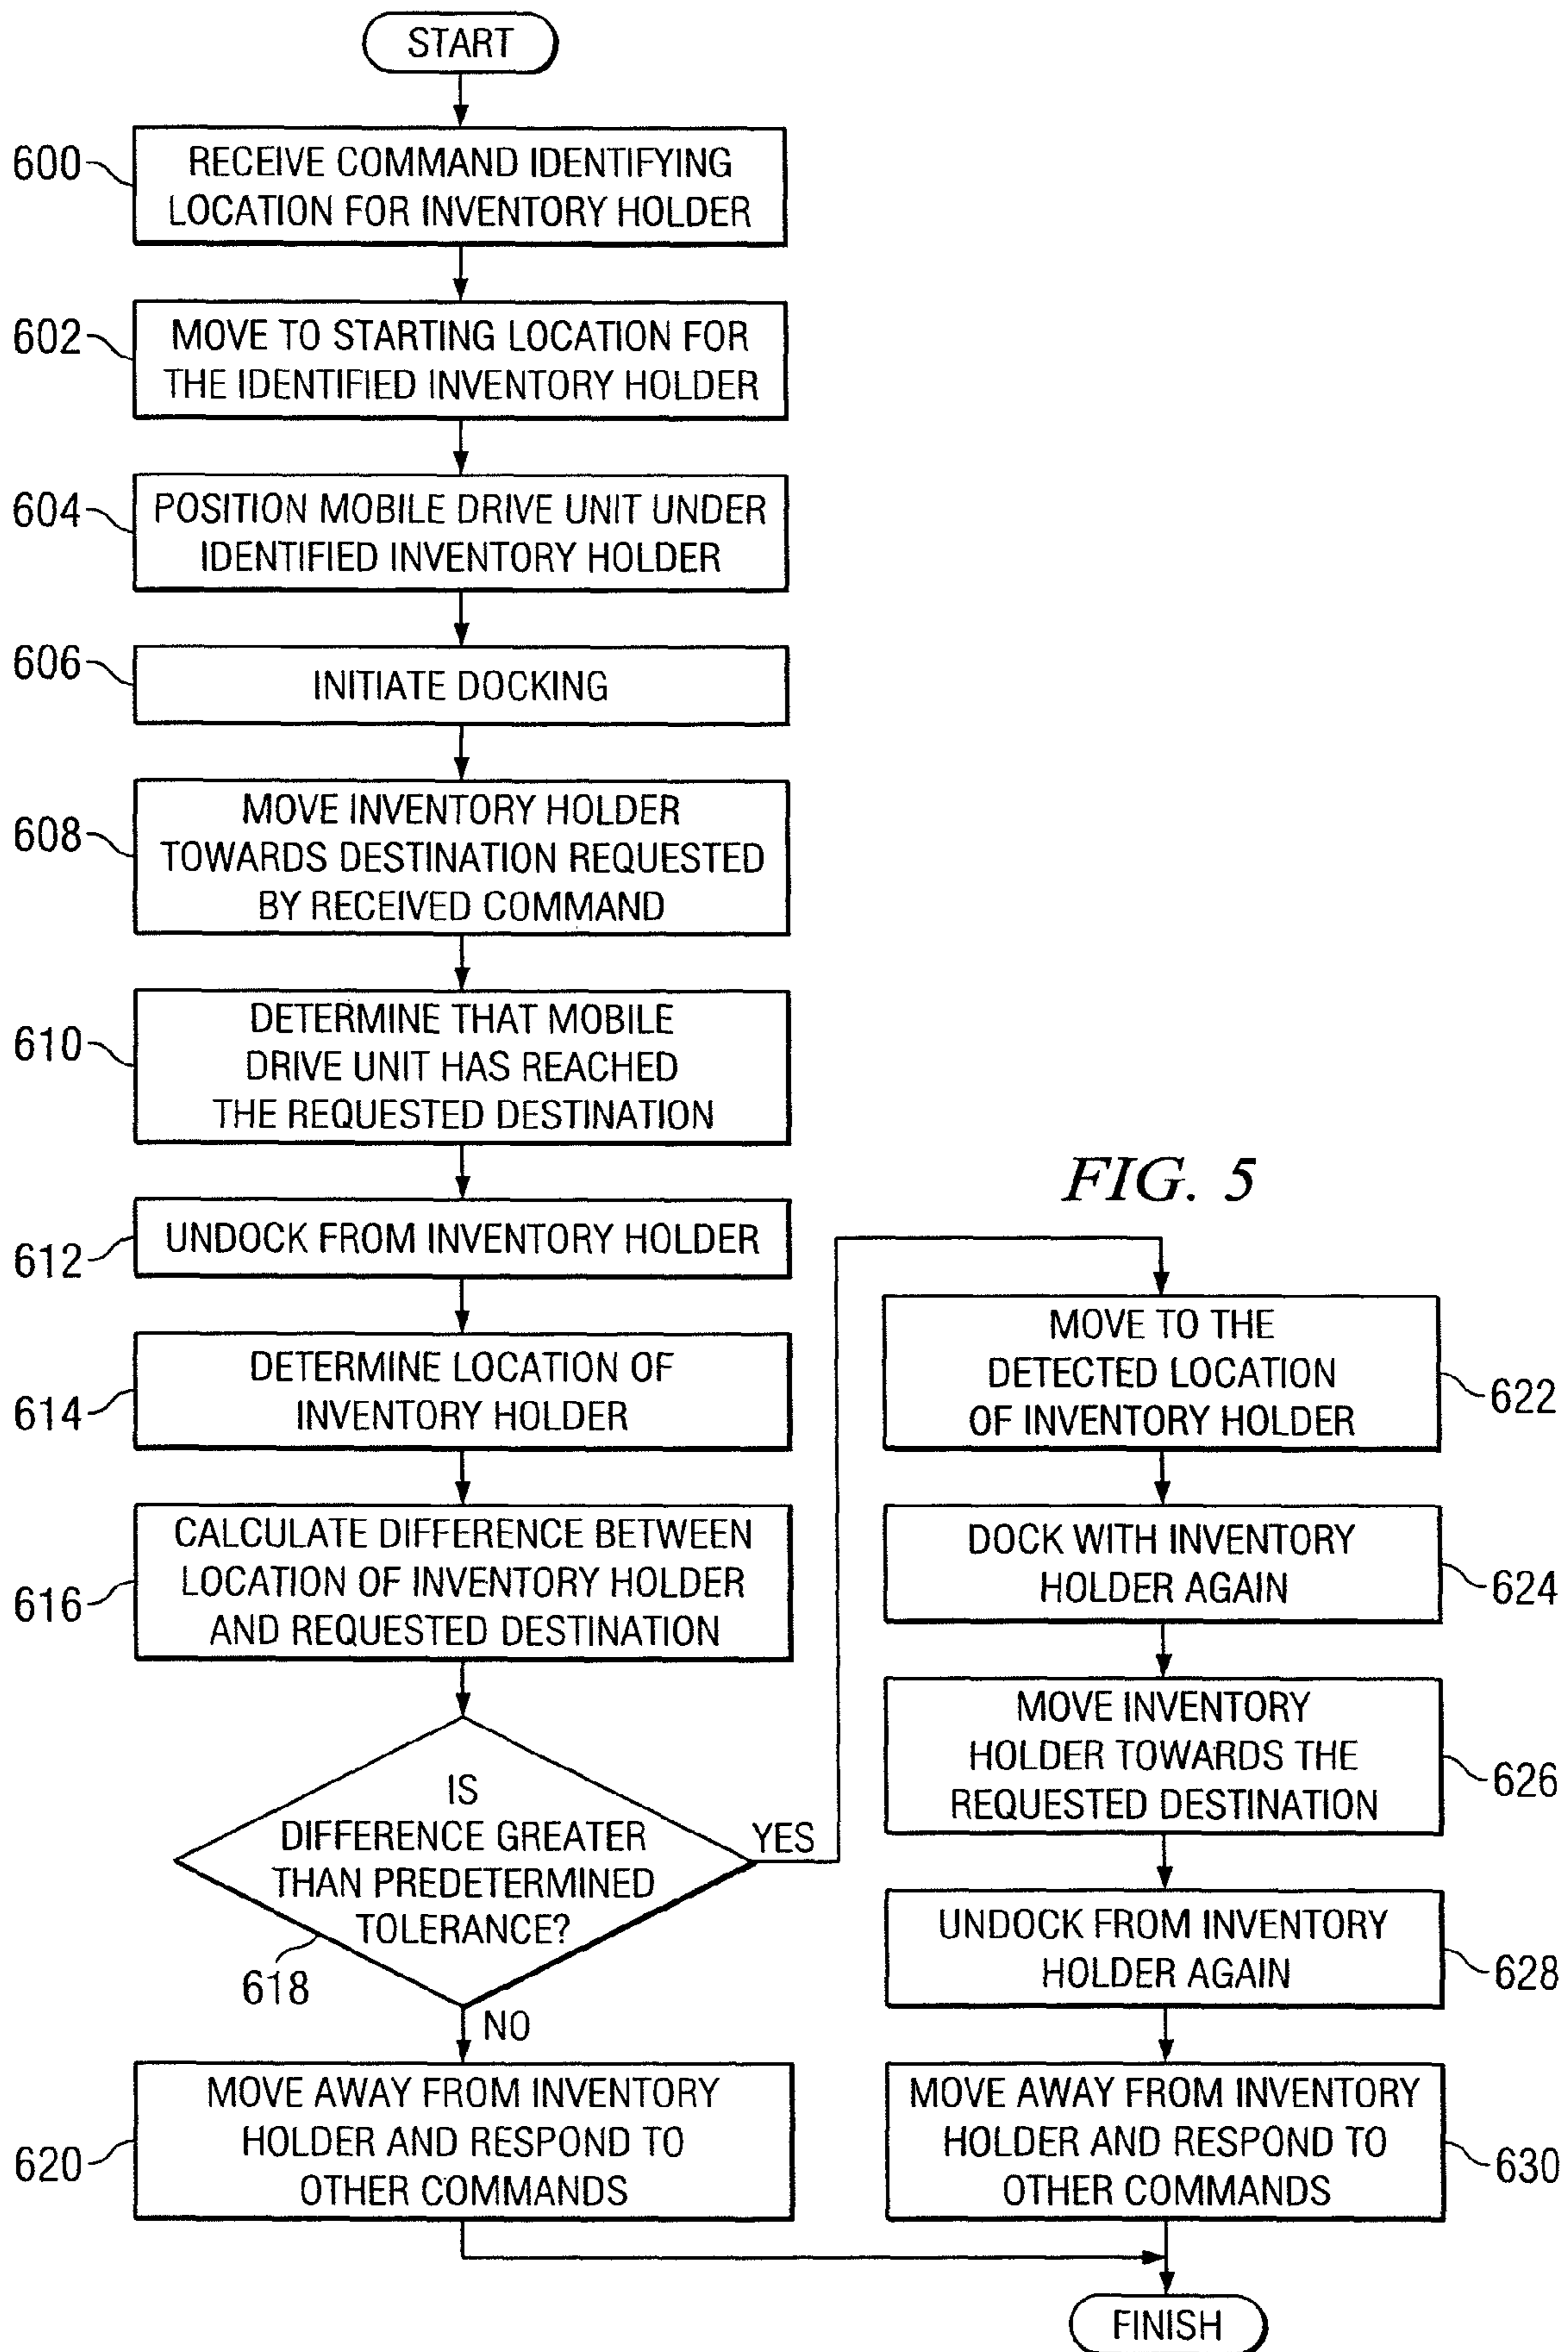 START
600
RECEIVE COMMAND IDENTIFYING
LOCATION FOR INVENTORY HOLDER
602
MOVE TO STARTING LOCATION FOR
THE IDENTIFIED INVENTORY HOLDER
604
POSITION MOBILE DRIVE UNIT UNDER
IDENTIFIED INVENTORY HOLDER
606
INITIATE DOCKING
608
MOVE INVENTORY HOLDER
TOWARDS DESTINATION REQUESTED
BY RECEIVED COMMAND
610
DETERMINE THAT MOBILE
DRIVE UNIT HAS REACHED
THE REQUESTED DESTINATION
612
UNDOCK FROM INVENTORY HOLDER
614
DETERMINE LOCATION OF
INVENTORY HOLDER
616
CALCULATE DIFFERENCE BETWEEN
LOCATION OF INVENTORY HOLDER
AND REQUESTED DESTINATION
IS
DIFFERENCE GREATER
THAN PREDETERMINED
TOLERANCE?
618
YES
NO
620
MOVE AWAY FROM INVENTORY
HOLDER AND RESPOND TO
OTHER COMMANDS
FIG. 5
MOVE TO THE
DETECTED LOCATION
OF INVENTORY HOLDER
622
DOCK WITH INVENTORY
HOLDER AGAIN
624
MOVE INVENTORY
HOLDER TOWARDS THE
REQUESTED DESTINATION
626
UNDOCK FROM INVENTORY
HOLDER AGAIN
628
MOVE AWAY FROM INVENTORY
HOLDER AND RESPOND TO
OTHER COMMANDS
630
FINISH